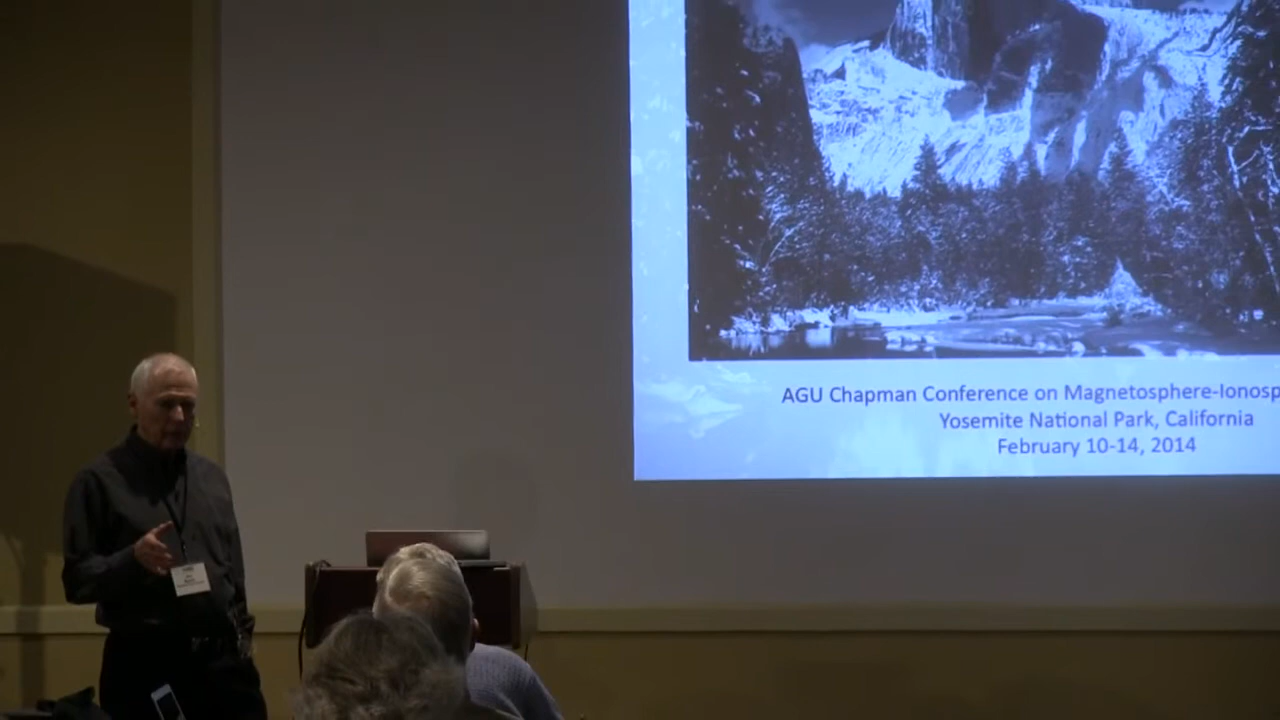 AGU Chapman Conference on Magnetosphere-Ionosp
Yosemite National Park, California
February 10-14, 2014